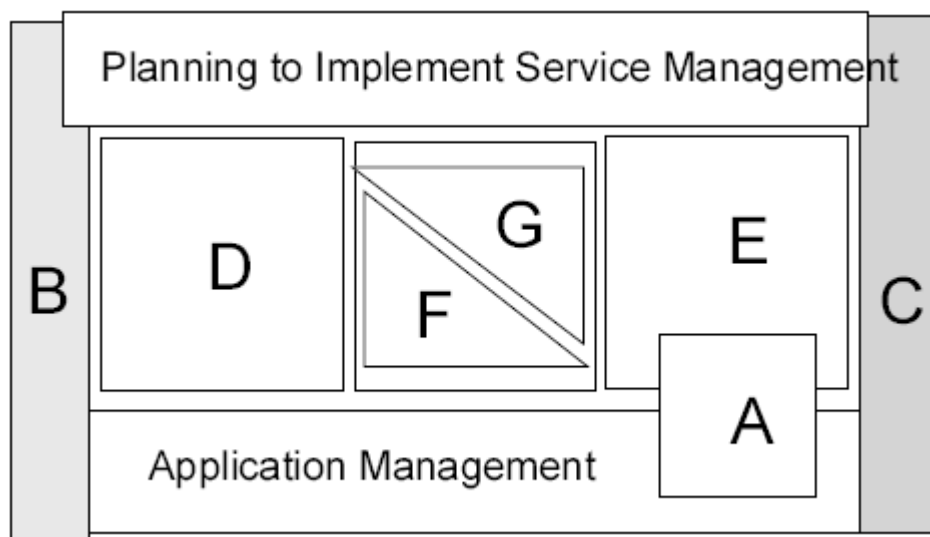 Planning to Implement Service Management
G
E
D
B
C
F
A
Application Management